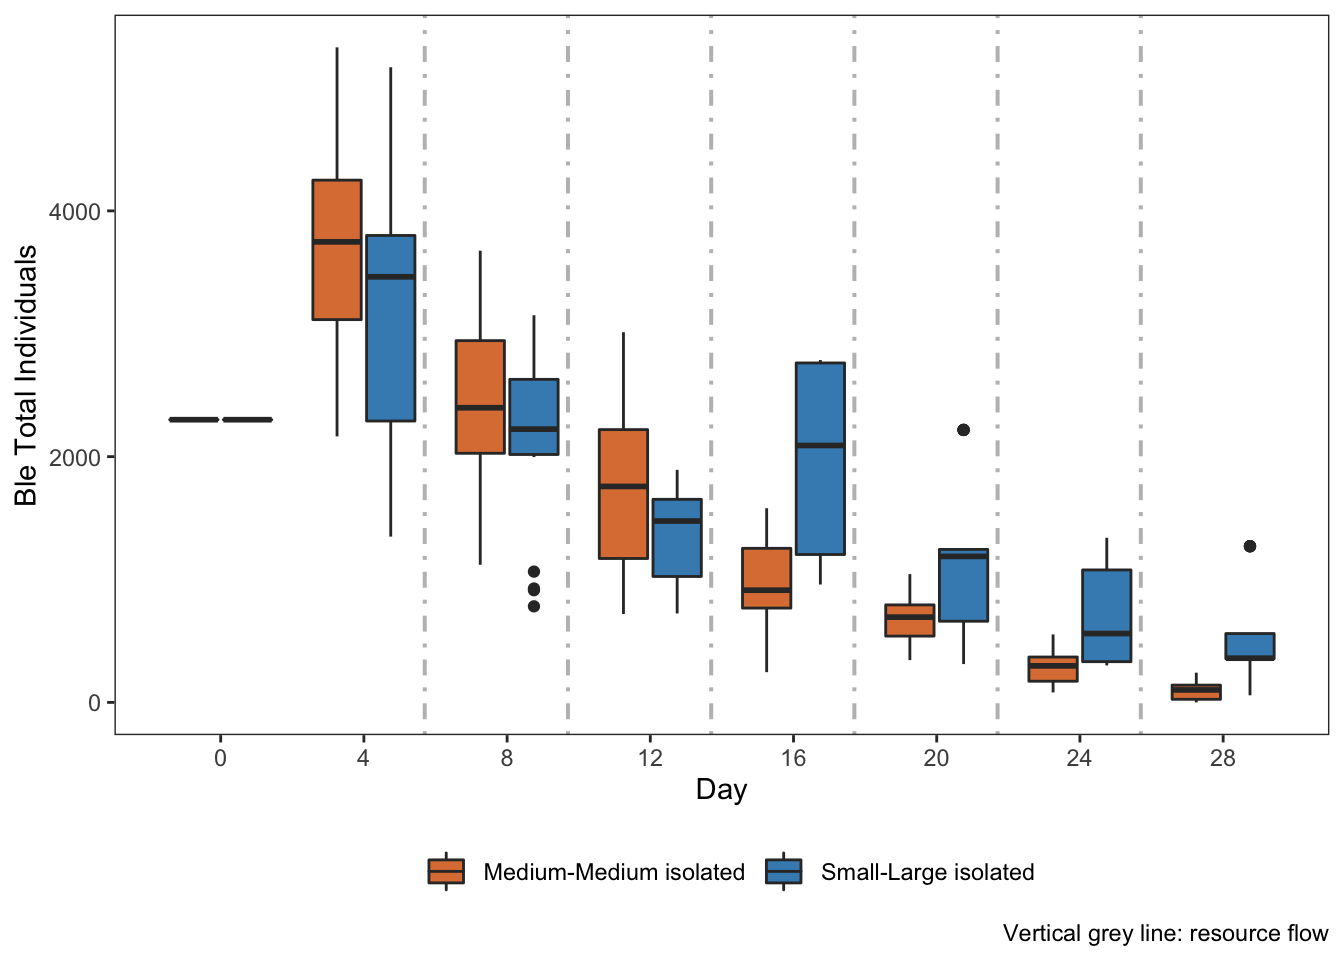 Ble Total Individuals
4000
2000
0
0 4 8 12 16 20 24 28
Day
Medium-Medium isolated Small-Large isolated
Vertical grey line: resource flow